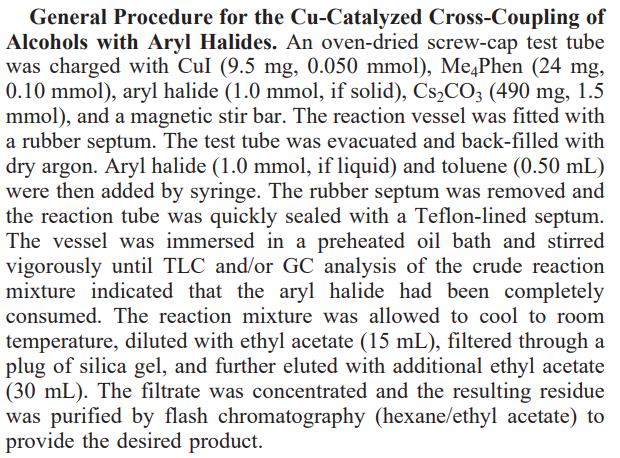 General Procedure for the Cu-Catalyzed Cross-Coupling of
Alcohols with Aryl Halides. An oven-dried screw-cap test tube
was charged with CuI (9.5 mg, 0.050 mmol), Me₄Phen (24 mg,
0.10 mmol), aryl halide (1.0 mmol, if solid), Cs₂CO₃ (490 mg, 1.5
mmol), and a magnetic stir bar. The reaction vessel was fitted with
a rubber septum. The test tube was evacuated and back-filled with
dry argon. Aryl halide (1.0 mmol, if liquid) and toluene (0.50 mL)
were then added by syringe. The rubber septum was removed and
the reaction tube was quickly sealed with a Teflon-lined septum.
The vessel was immersed in a preheated oil bath and stirred
vigorously until TLC and/or GC analysis of the crude reaction
mixture indicated that the aryl halide had been completely
consumed. The reaction mixture was allowed to cool to room
temperature, diluted with ethyl acetate (15 mL), filtered through a
plug of silica gel, and further eluted with additional ethyl acetate
(30 mL). The filtrate was concentrated and the resulting residue
was purified by flash chromatography (hexane/ethyl acetate) to
provide the desired product.